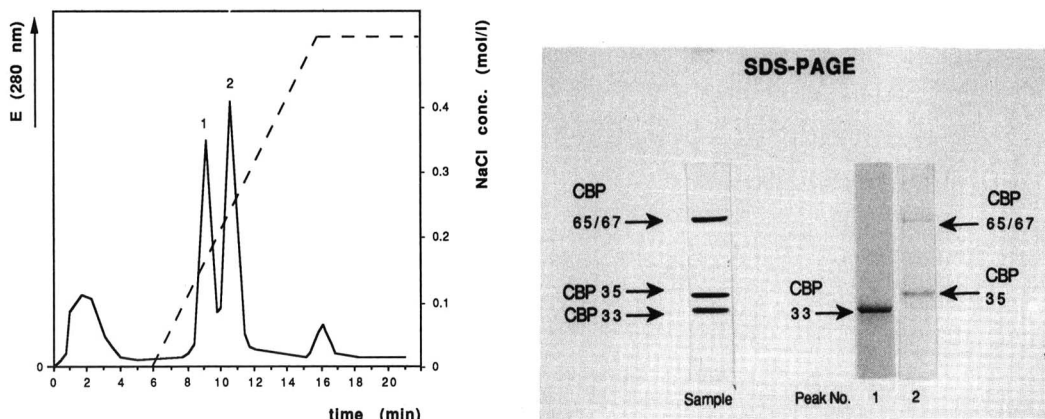 E (280 nm)
1
2
0
0.4
0.3
0.2
0.1
0
NaCl conc. (mol/l)
0 2 4 6 8 10 12 14 16 18 20
time (min)
SDS-PAGE
CBP
65/67
CBP 35
CBP 33
Sample
CBP
33
CBP
65/67
CBP
35
Peak No. 1 2